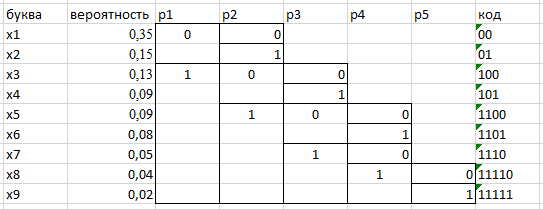 буква вероятность p1 p2 p3 p4 p5 код
x1 0,35 0 0 00
x2 0,15 1 01
x3 0,13 1 0 0 100
x4 0,09 1 101
x5 0,09 1 0 0 1100
x6 0,08 1 1101
x7 0,05 1 0 1110
x8 0,04 1 0 11110
x9 0,02 1 11111